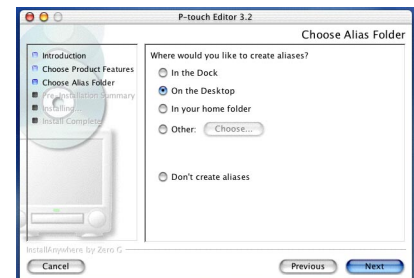 P-touch Editor 3.2
Choose Alias Folder
Introduction
Choose Product Features
Choose Alias Folder
Pre-Installation Summary
Installing...
Install Complete
Where would you like to create aliases?
In the Dock
On the Desktop
In your home folder
Other: Choose...
Don't create aliases
InstallAnywhere by Zero G
Cancel
Previous
Next